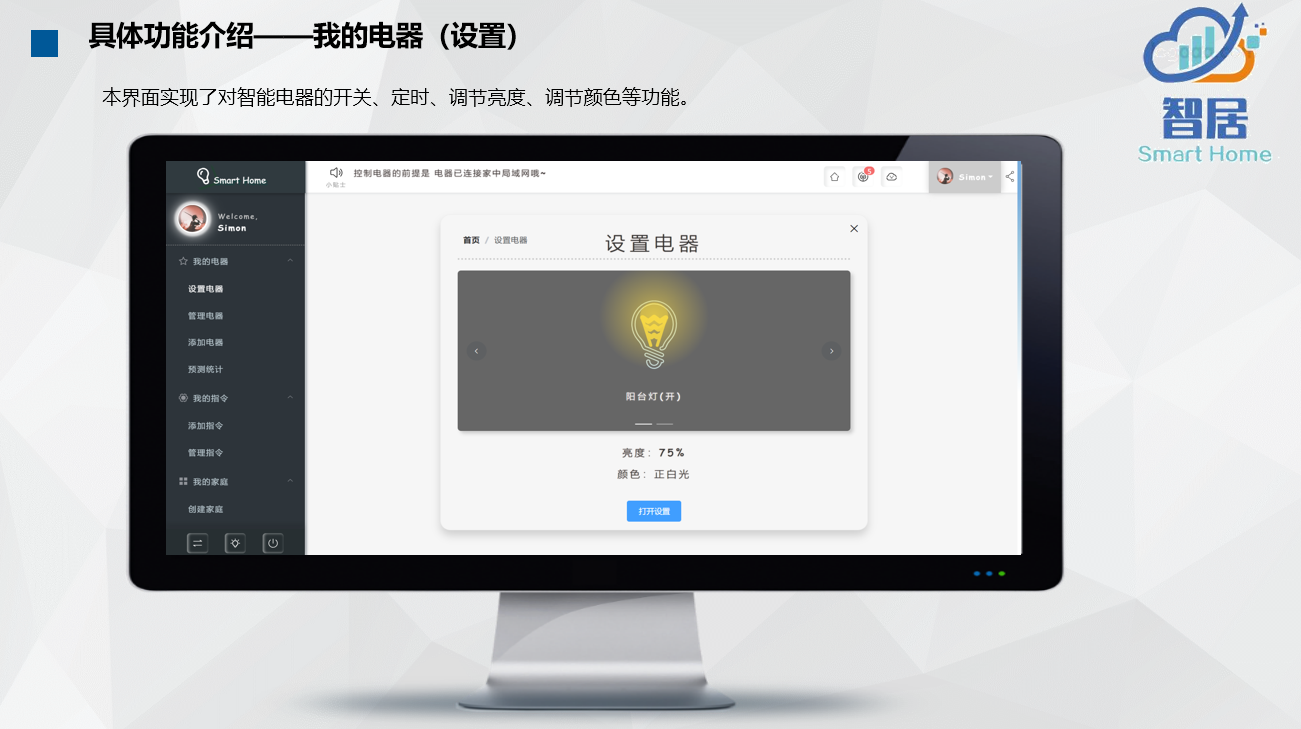 具体功能介绍——我的电器（设置）
本界面实现了对智能电器的开关、定时、调节亮度、调节颜色等功能。
智居
Smart Home
Smart Home
小贴士
控制电器的前提是 电器已连接家中局域网哦~
5
Simon
Welcome,
Simon
我的电器
设置电器
管理电器
添加电器
预测统计
我的指令
添加指令
管理指令
我的家庭
创建家庭
首页 / 设置电器
设置电器
阳台灯(开)
亮度：75%
颜色：正白光
打开设置